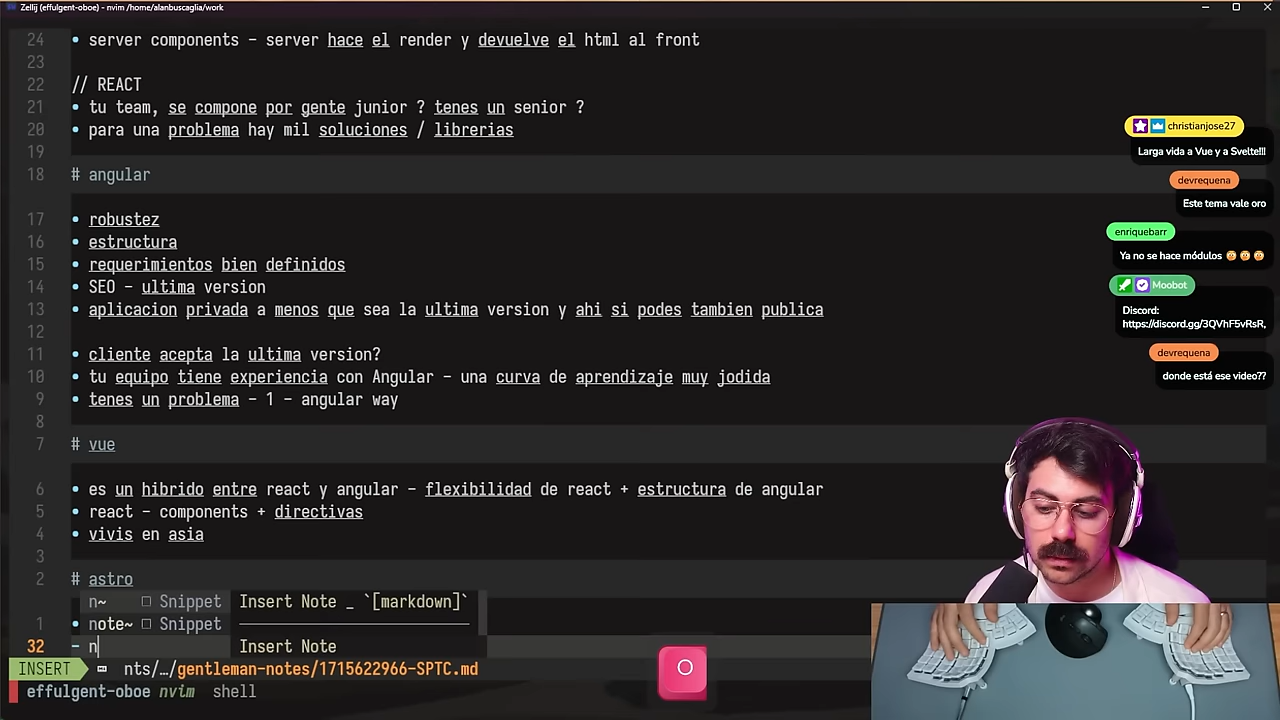 Zellij (effulgent-oboe) - nvim /home/alanbuscaglia/work
24 • server components - server hace el render y devuelve el html al front
23
22 // REACT
21 • tu team, se compone por gente junior ? tenes un senior ?
20 • para una problema hay mil soluciones / librerias
19
18 # angular
17 • robustez
16 • estructura
15 • requerimientos bien definidos
14 • SEO - ultima version
13 • aplicacion privada a menos que sea la ultima version y ahi si podes tambien publica
12
11 • cliente acepta la ultima version?
10 • tu equipo tiene experiencia con Angular - una curva de aprendizaje muy jodida
9 • tenes un problema - 1 - angular way
8
7 # vue
6 • es un hibrido entre react y angular - flexibilidad de react + estructura de angular
5 • react - components + directivas
4 • vivis en asia
3
2 # astro
n~ □ Snippet Insert Note _ `[markdown]`
1 • note~ □ Snippet
32 - n Insert Note
INSERT nts/…/gentleman-notes/1715622966-SPTC.md
effulgent-oboe nvim shell
christianjose27
Larga vida a Vue y a Svelte!!!
devrequena
Este tema vale oro
enriquebarr
Ya no se hace módulos
Moobot
Discord:
https://discord.gg/3QVhF5vRsR,
devrequena
donde está ese video??
O